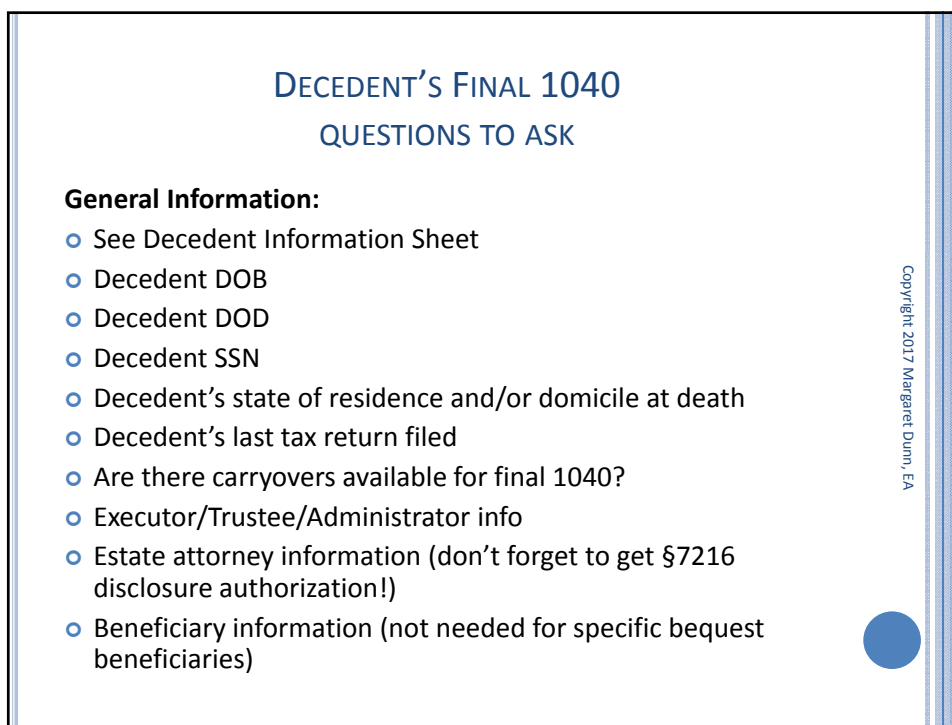 DECEDENT'S FINAL 1040
QUESTIONS TO ASK
General Information:
See Decedent Information Sheet
Decedent DOB
Decedent DOD
Decedent SSN
Decedent's state of residence and/or domicile at death
Decedent's last tax return filed
Are there carryovers available for final 1040?
Executor/Trustee/Administrator info
Estate attorney information (don't forget to get §7216
disclosure authorization!)
Beneficiary information (not needed for specific bequest
beneficiaries)
Copyright 2017 Margaret Dunn, EA